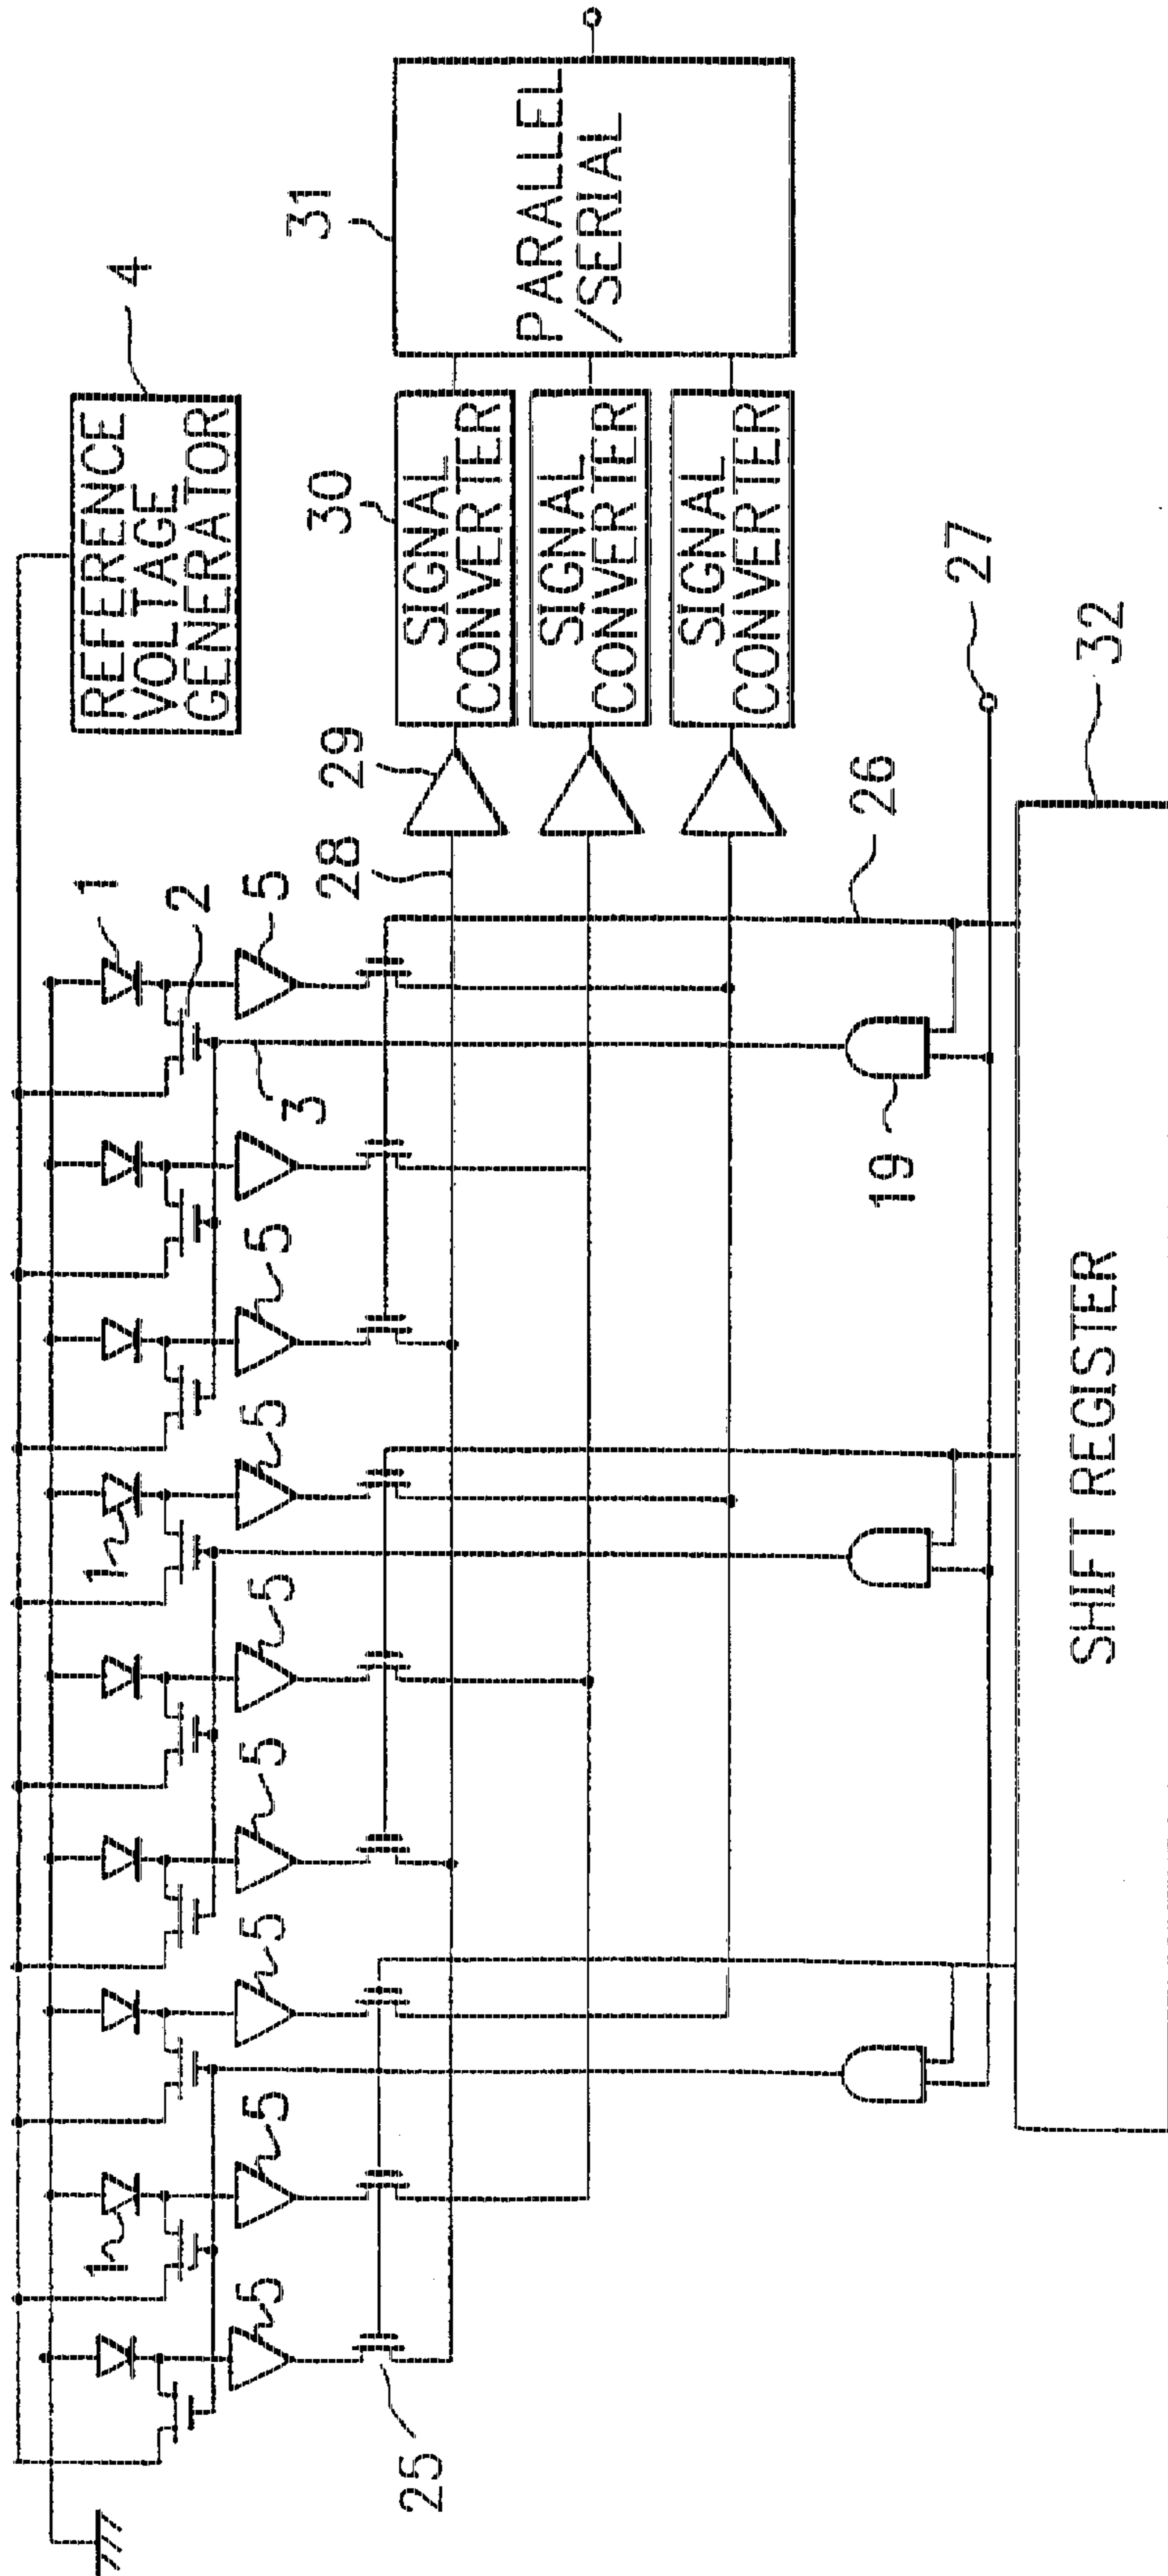 REFERENCE
VOLTAGE
GENERATOR
4
1
2
5
3
5
5
1
5
5
5
1
5
5
25
28
29
30
31
SIGNAL
CONVERTER
SIGNAL
CONVERTER
SIGNAL
CONVERTER
PARALLEL
/SERIAL
26
19
27
32
SHIFT REGISTER